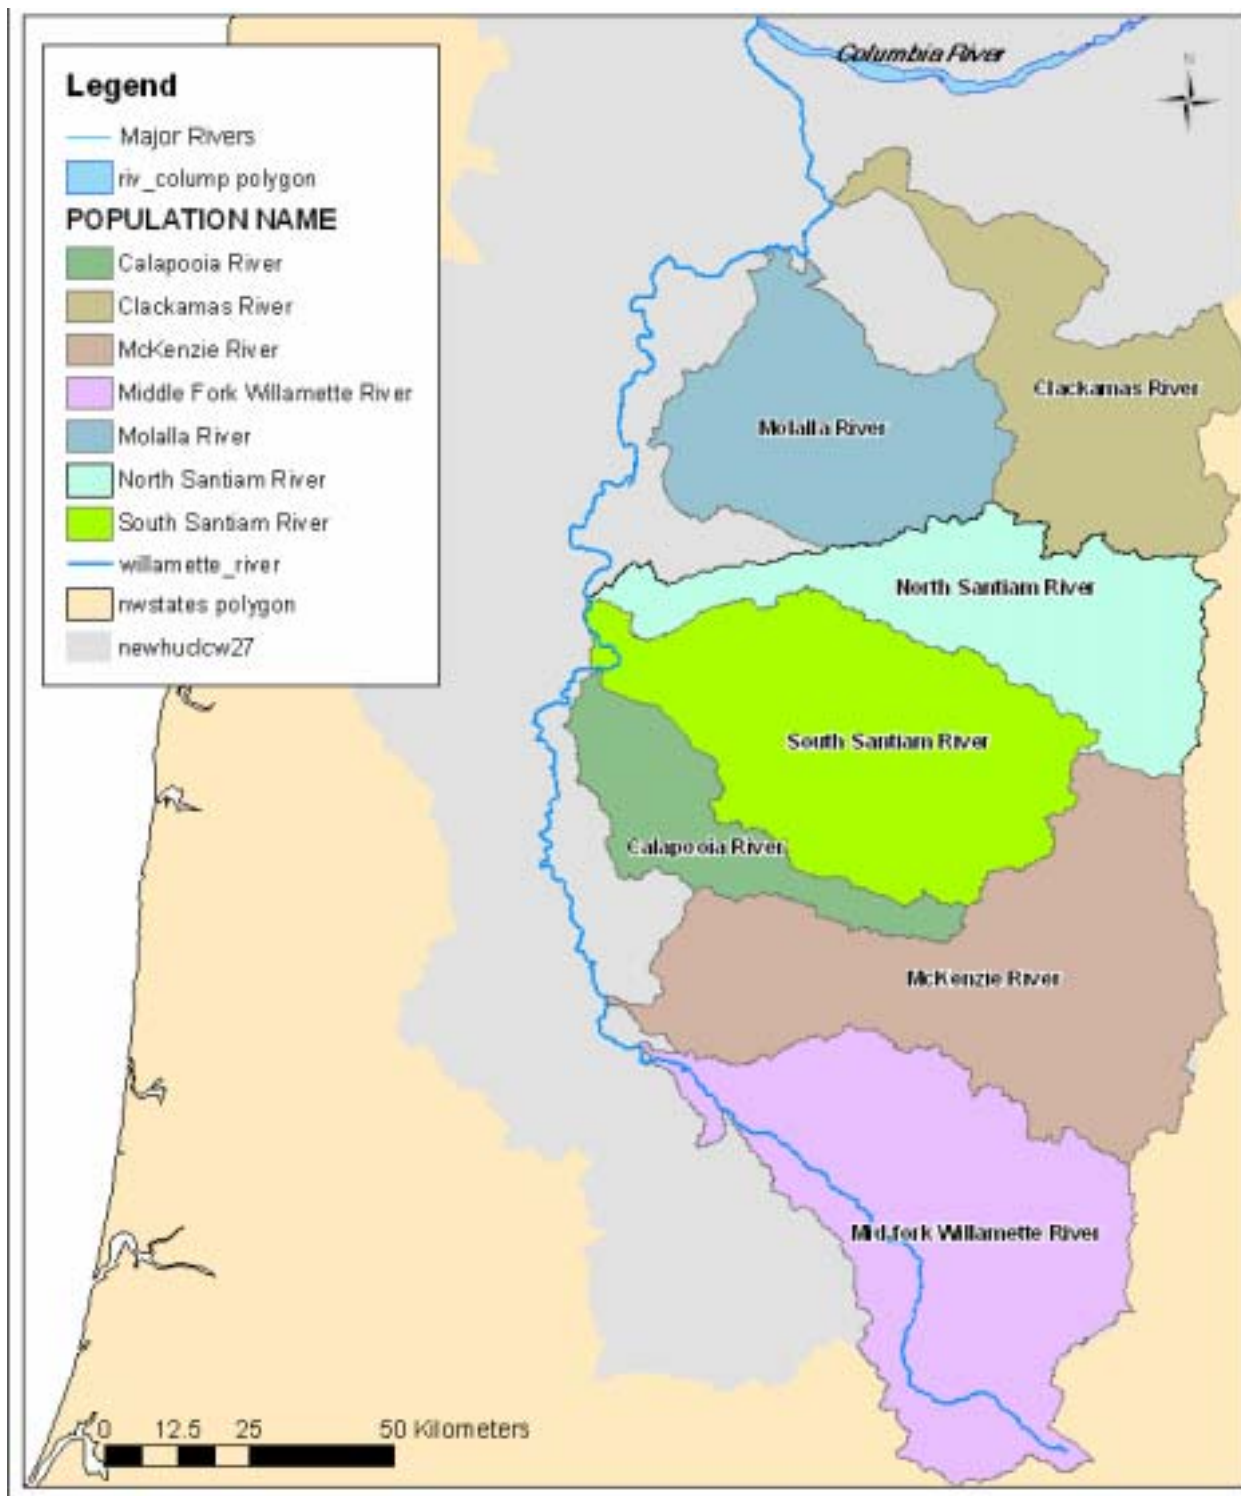 Legend
Major Rivers
riv_colump polygon
POPULATION NAME
Calapooia River
Clackamas River
McKenzie River
Middle Fork Willamette River
Molalla River
North Santiam River
South Santiam River
willamette_river
nwstates polygon
newhuclcw27
Columbia River
N
Clackamas River
Molalla River
North Santiam River
South Santiam River
Calapooia River
McKenzie River
Mid fork Willamette River
0 12.5 25 50 Kilometers